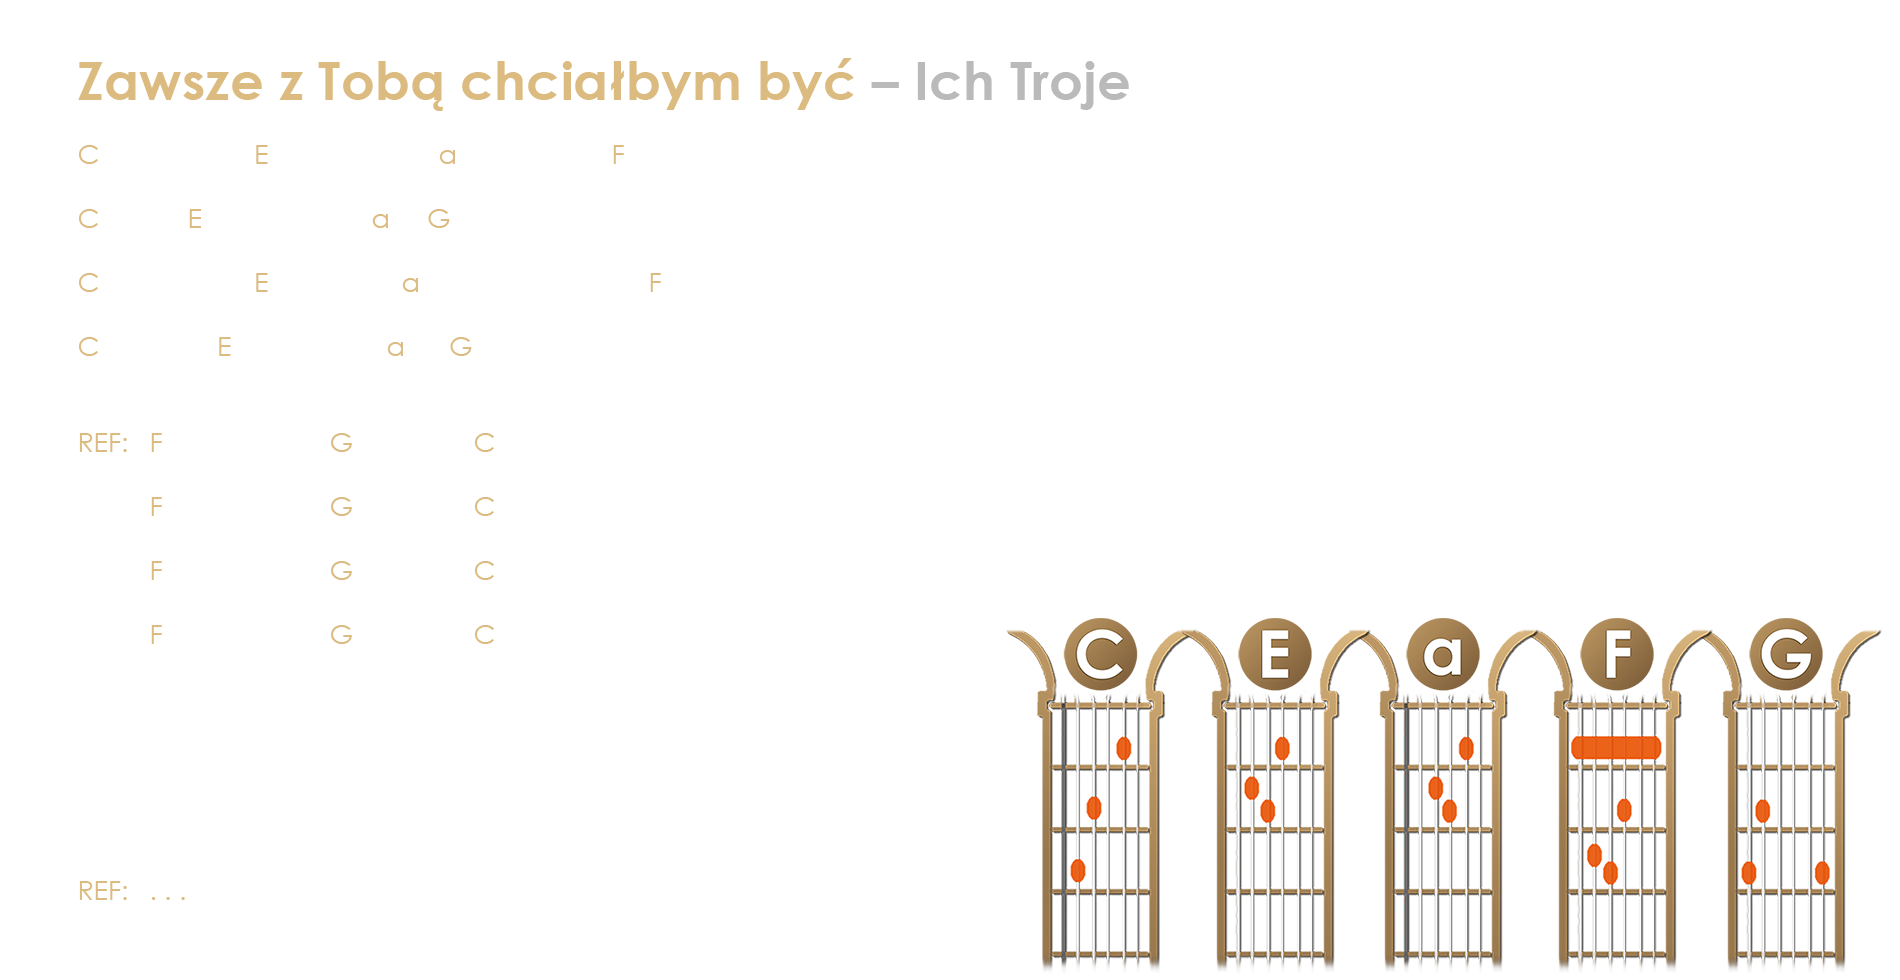 Zawsze z Tobą chciałbym być – Ich Troje
C E a F
C E a G
C E a F
C E a G
REF: F G C
F G C
F G C
F G C
REF: . . .
C E a F G